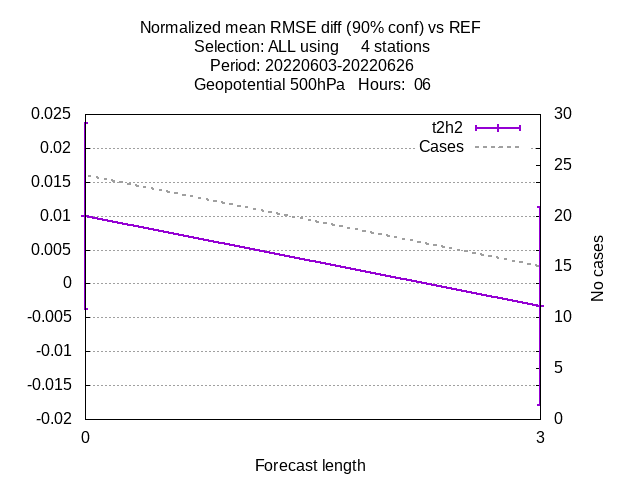 Normalized mean RMSE diff (90% conf) vs REF
Selection: ALL using     4 stations
Period: 20220603-20220626
Geopotential 500hPa   Hours:  06
0.025
0.02
0.015
0.01
0.005
0
-0.005
-0.01
-0.015
-0.02
t2h2
Cases
30
25
20
15
10
5
0
No cases
0
3
Forecast length